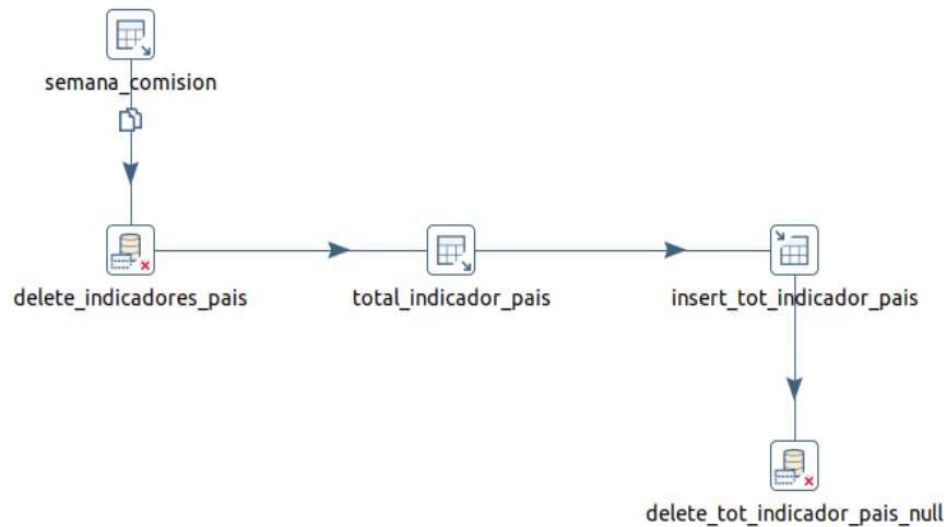 semana_comision
delete_indicadores_pais
total_indicador_pais
insert_tot_indicador_pais
delete_tot_indicador_pais_null